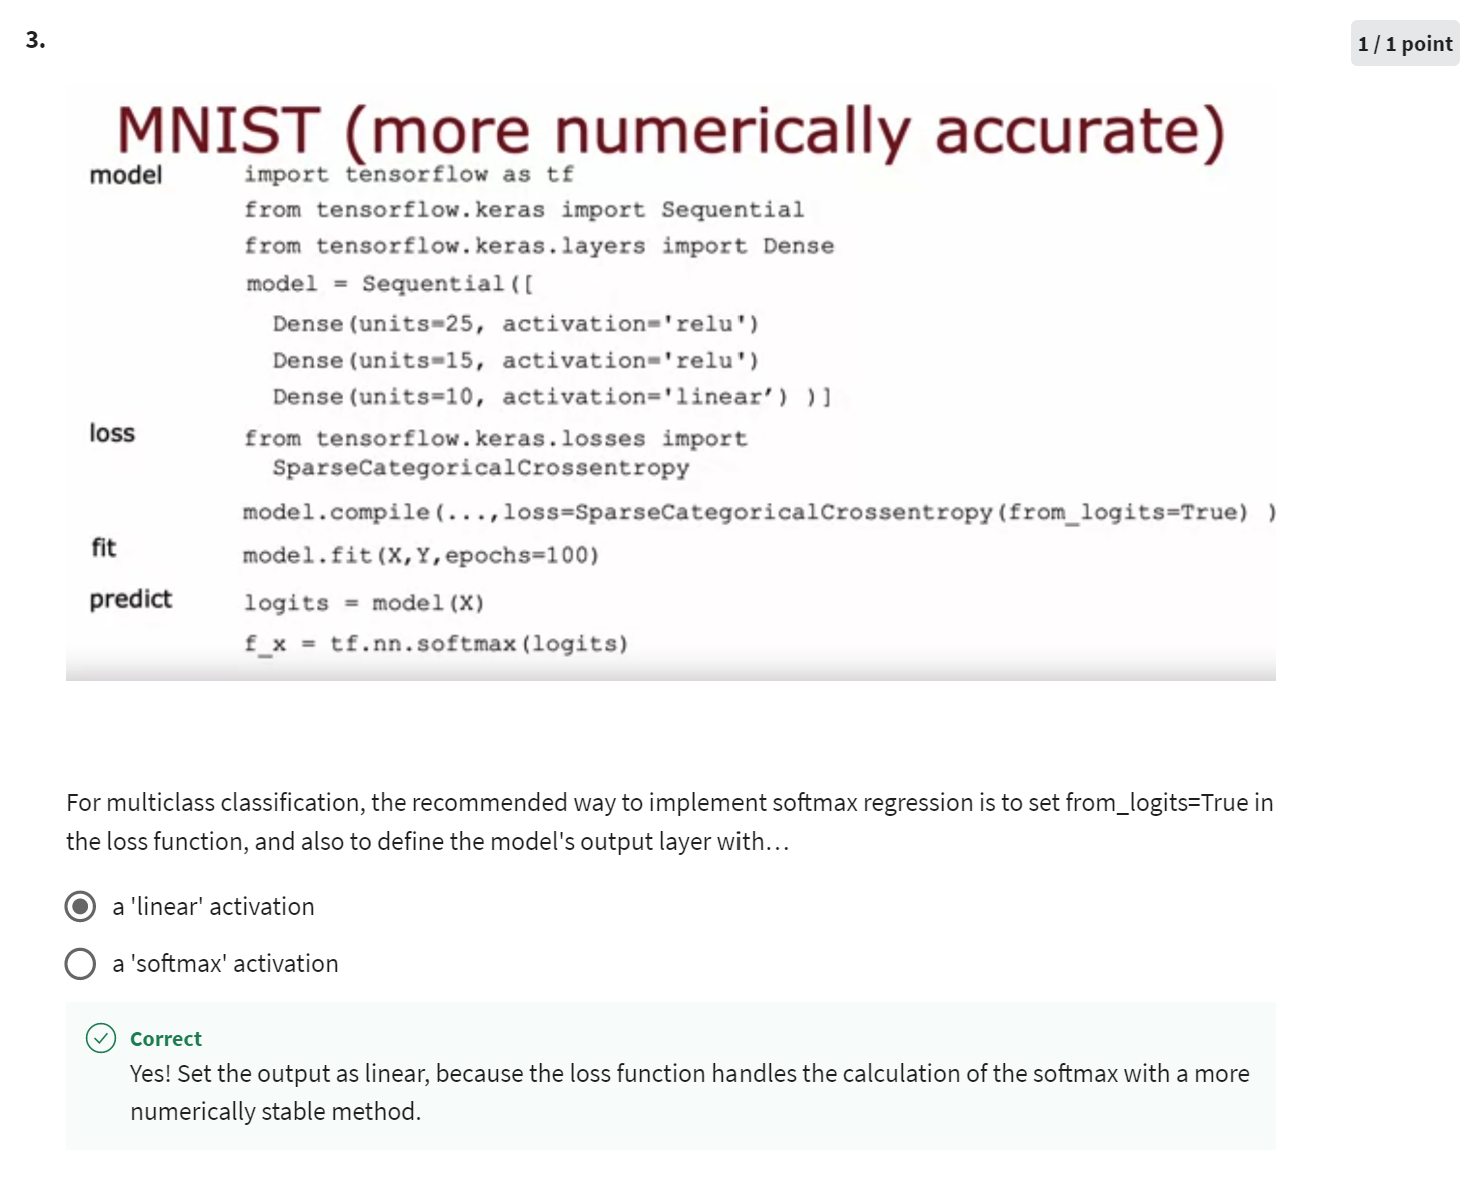 3.
1 / 1 point
MNIST (more numerically accurate)
model import tensorflow as tf
from tensorflow.keras import Sequential
from tensorflow.keras.layers import Dense
model = Sequential([
Dense(units=25, activation='relu')
Dense(units=15, activation='relu')
Dense(units=10, activation='linear') )]
loss from tensorflow.keras.losses import
SparseCategoricalCrossentropy
model.compile(...,loss=SparseCategoricalCrossentropy(from_logits=True) )
fit model.fit(X,Y,epochs=100)
predict logits = model(X)
f_x = tf.nn.softmax(logits)
For multiclass classification, the recommended way to implement softmax regression is to set from_logits=True in
the loss function, and also to define the model's output layer with…
a 'linear' activation
a 'softmax' activation
Correct
Yes! Set the output as linear, because the loss function handles the calculation of the softmax with a more
numerically stable method.